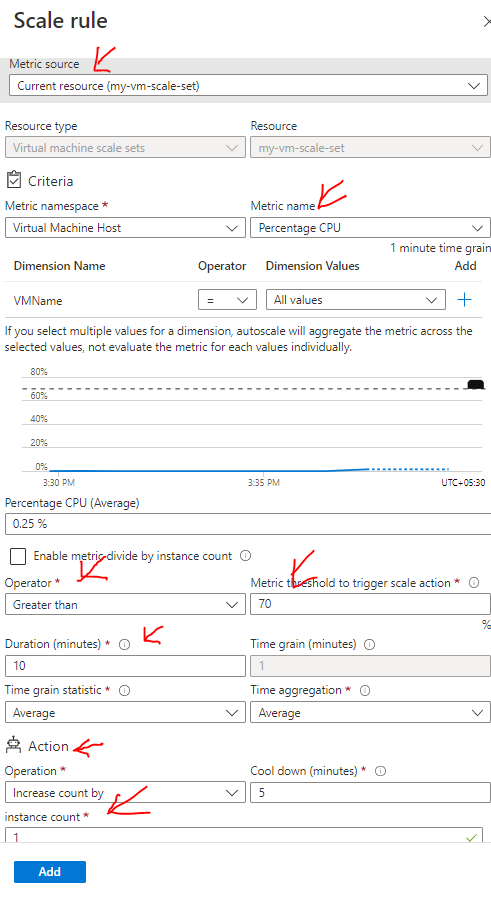 Scale rule
Metric source
Current resource (my-vm-scale-set)
Resource type Resource
Virtual machine scale sets my-vm-scale-set
Criteria
Metric namespace * Metric name
Virtual Machine Host Percentage CPU
1 minute time grain
Dimension Name Operator Dimension Values Add
VMName = All values
If you select multiple values for a dimension, autoscale will aggregate the metric across the
selected values, not evaluate the metric for each values individually.
80%
60%
40%
20%
0%
3:30 PM 3:35 PM UTC+05:30
Percentage CPU (Average)
0.25 %
Enable metric divide by instance count
Operator * Metric threshold to trigger scale action *
Greater than 70
%
Duration (minutes) * Time grain (minutes)
10 1
Time grain statistic * Time aggregation *
Average Average
Action
Operation * Cool down (minutes) *
Increase count by 5
instance count *
1
Add